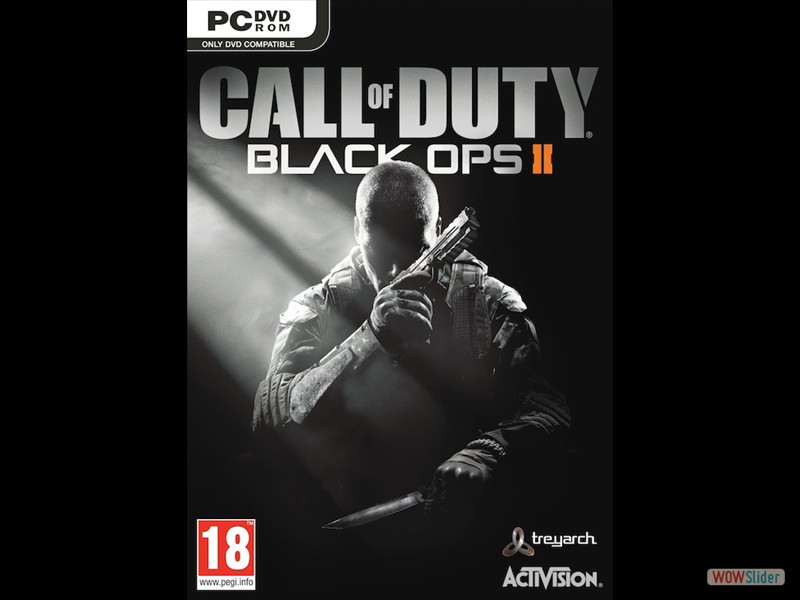 PC DVD
ROM
ONLY DVD COMPATIBLE
CALL OF DUTY®
BLACK OPS II
18
™
www.pegi.info
treyarch
ACTIVISION®
WOWSlider